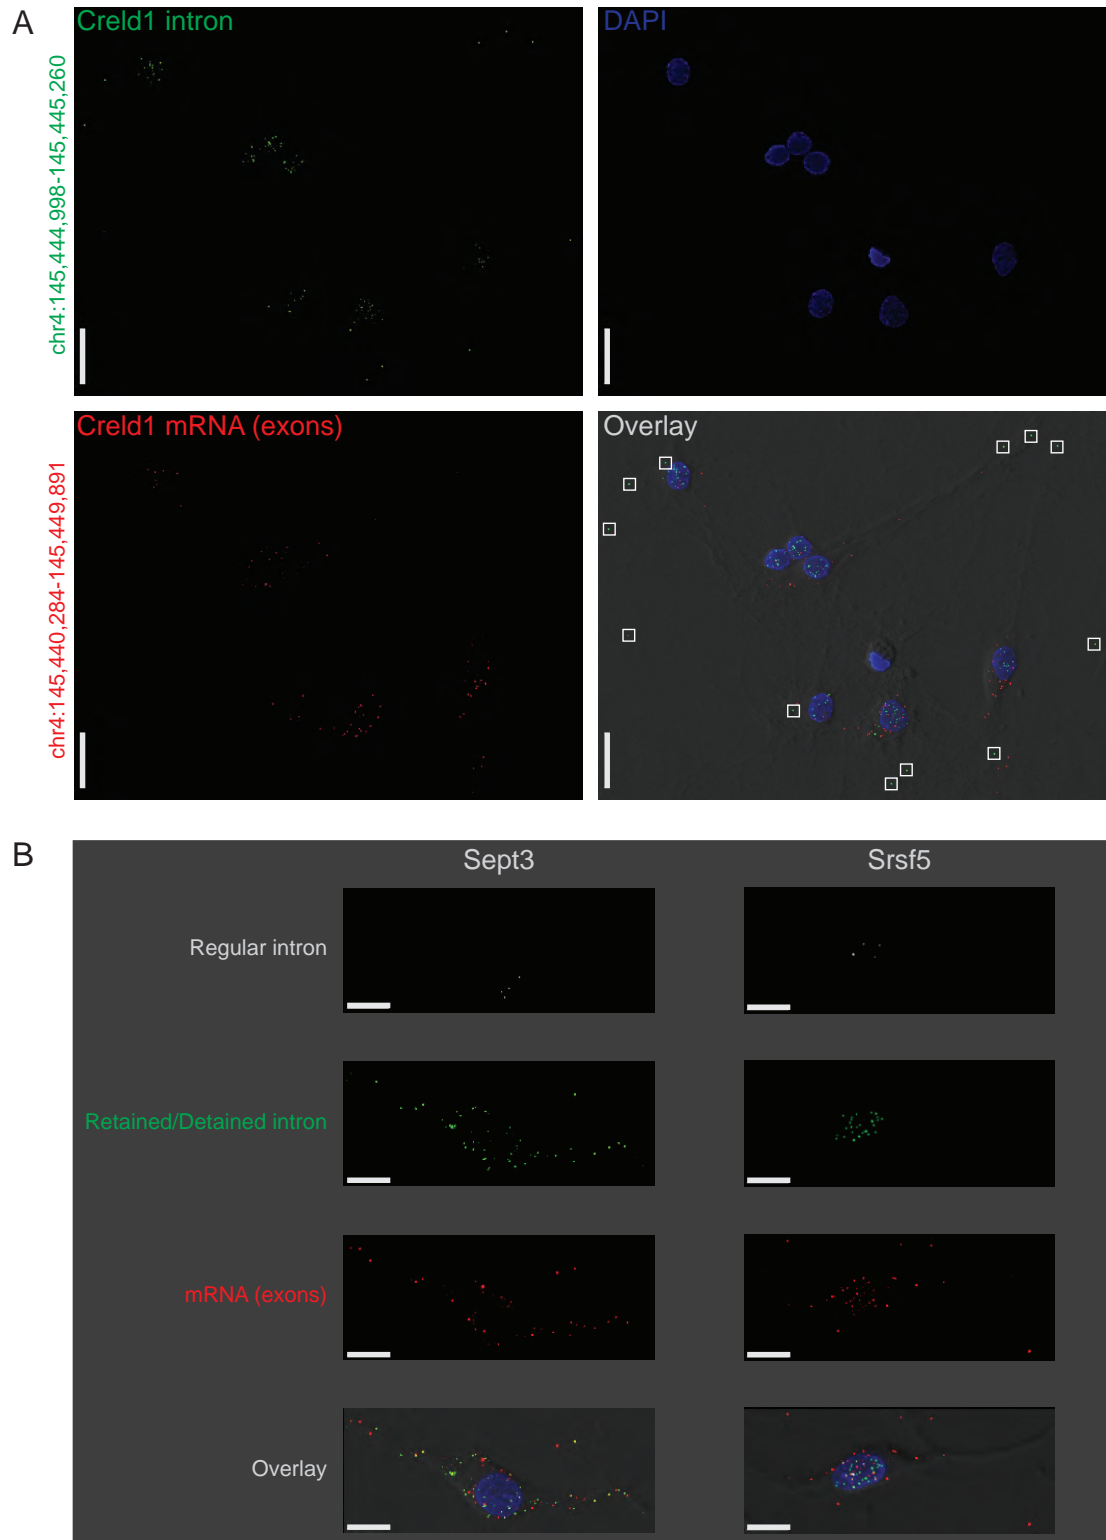 A
Creld1 intron
DAPI
chr4:145,444,998-145,445,260
Creld1 mRNA (exons)
Overlay
chr4:145,440,284-145,449,891
B
Sept3
Srsf5
Regular intron
Retained/Detained intron
mRNA (exons)
Overlay